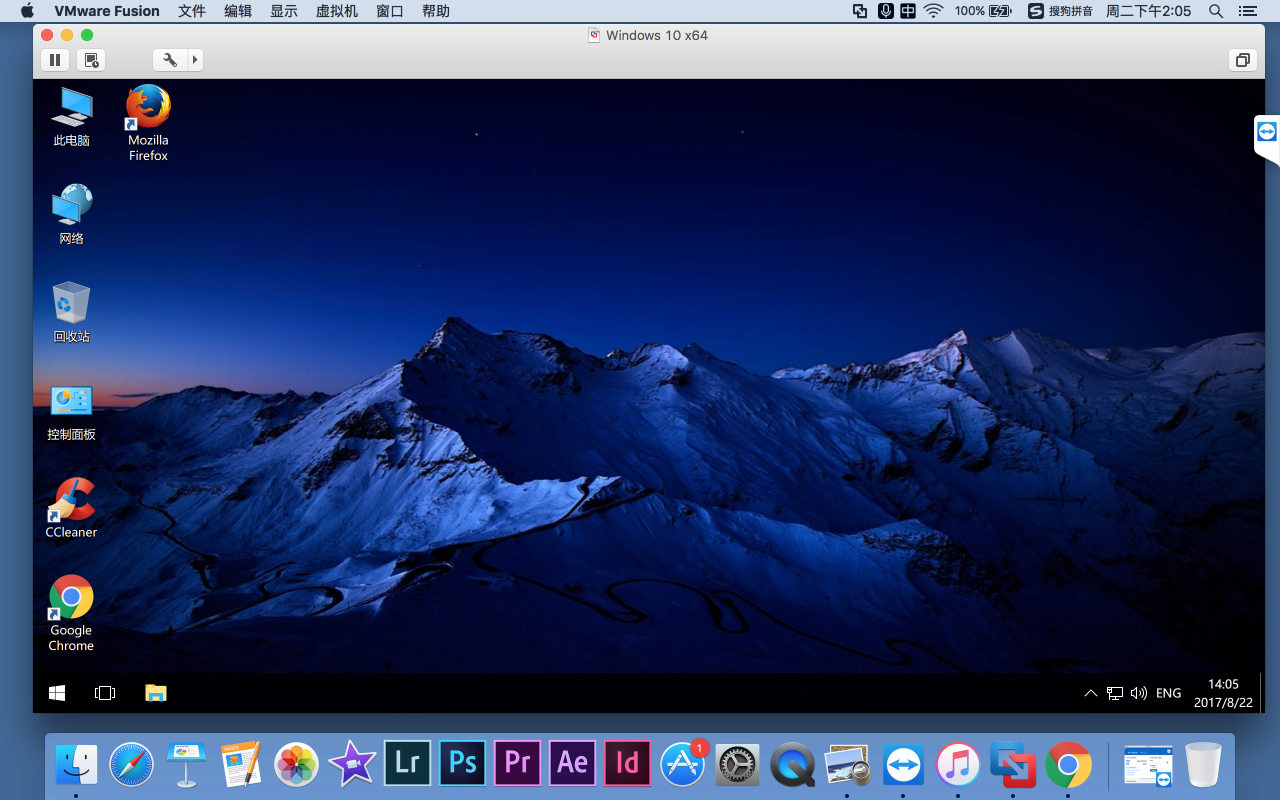 VMware Fusion 文件 编辑 显示 虚拟机 窗口 帮助 中 100% 搜狗拼音 周二下午2:05
Windows 10 x64
此电脑
Mozilla
Firefox
网络
回收站
控制面板
CCleaner
Google
Chrome
ENG
14:05
2017/8/22
Lr Ps Pr Ae Id 1